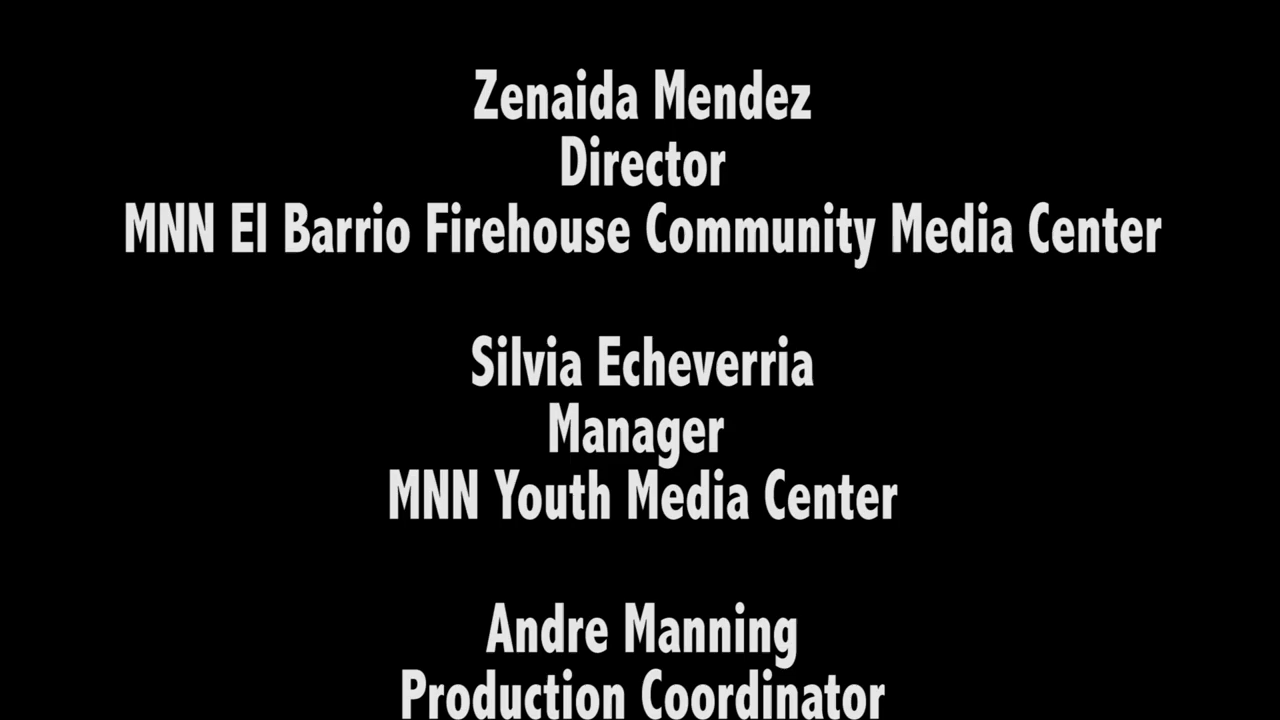 Zenaida Mendez
Director
MNN El Barrio Firehouse Community Media Center
Silvia Echeverria
Manager
MNN Youth Media Center
Andre Manning
Production Coordinator